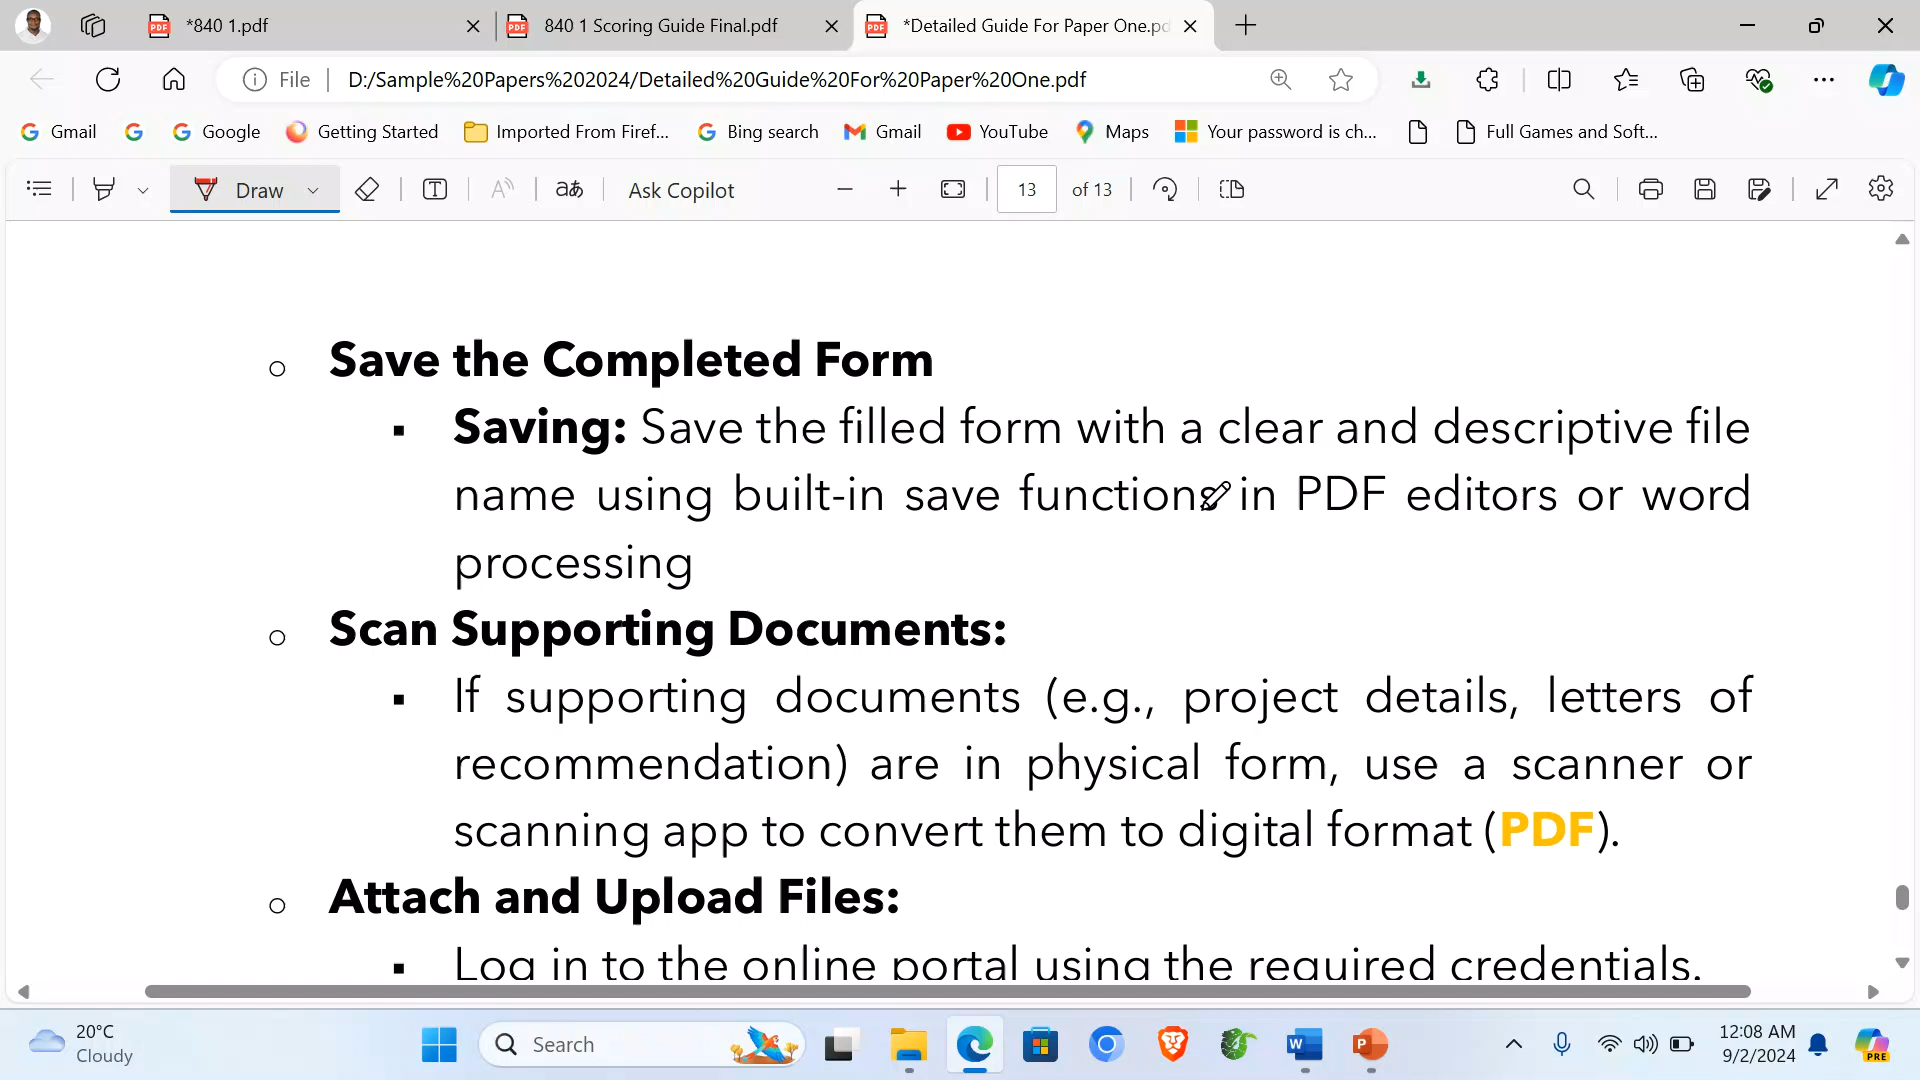 *840 1.pdf
840 1 Scoring Guide Final.pdf
*Detailed Guide For Paper One.pd
File
D:/Sample%20Papers%202024/Detailed%20Guide%20For%20Paper%20One.pdf
Gmail
Google
Getting Started
Imported From Firef...
Bing search
Gmail
YouTube
Maps
Your password is ch...
Full Games and Soft...
Draw
Ask Copilot
13 of 13
Save the Completed Form
Saving: Save the filled form with a clear and descriptive file
name using built-in save functions in PDF editors or word
processing
Scan Supporting Documents:
If supporting documents (e.g., project details, letters of
recommendation) are in physical form, use a scanner or
scanning app to convert them to digital format (PDF).
Attach and Upload Files:
Log in to the online portal using the required credentials.
20°C
Cloudy
Search
12:08 AM
9/2/2024
PRE